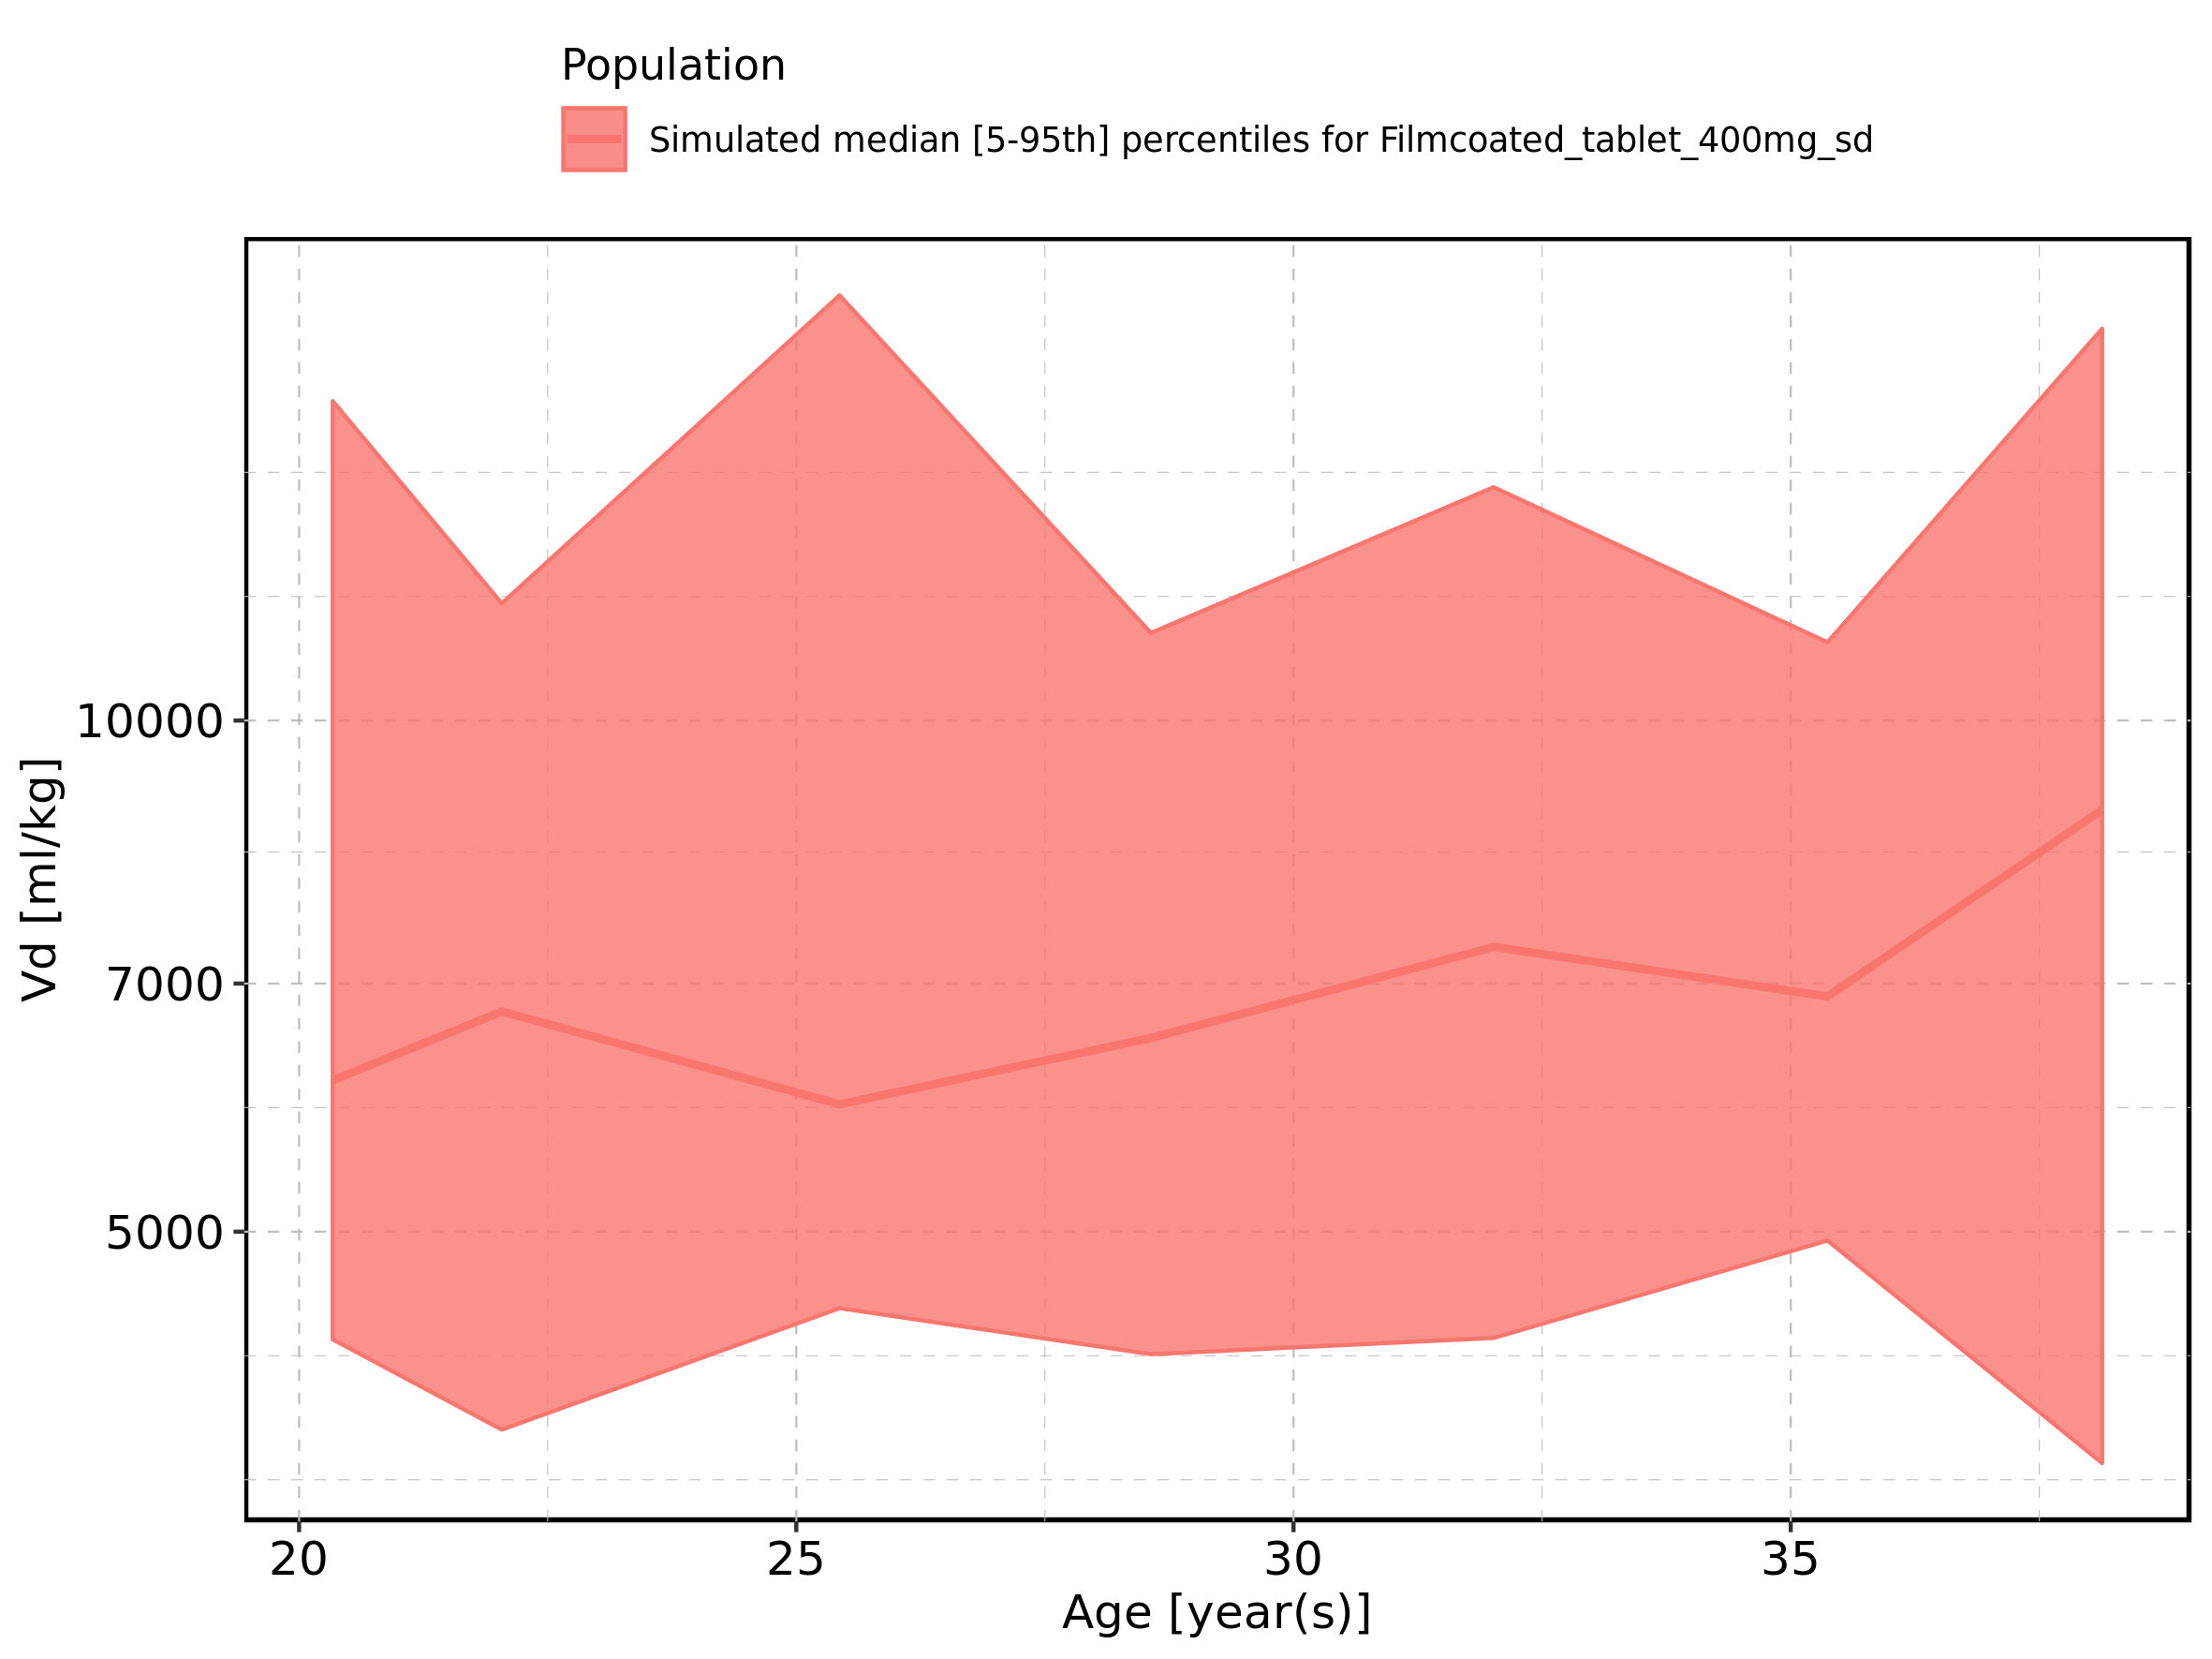 Population
Simulated median [5-95th] percentiles for Filmcoated_tablet_400mg_sd
Vd [ml/kg]
10000
7000
5000
20
25
30
35
Age [year(s)]